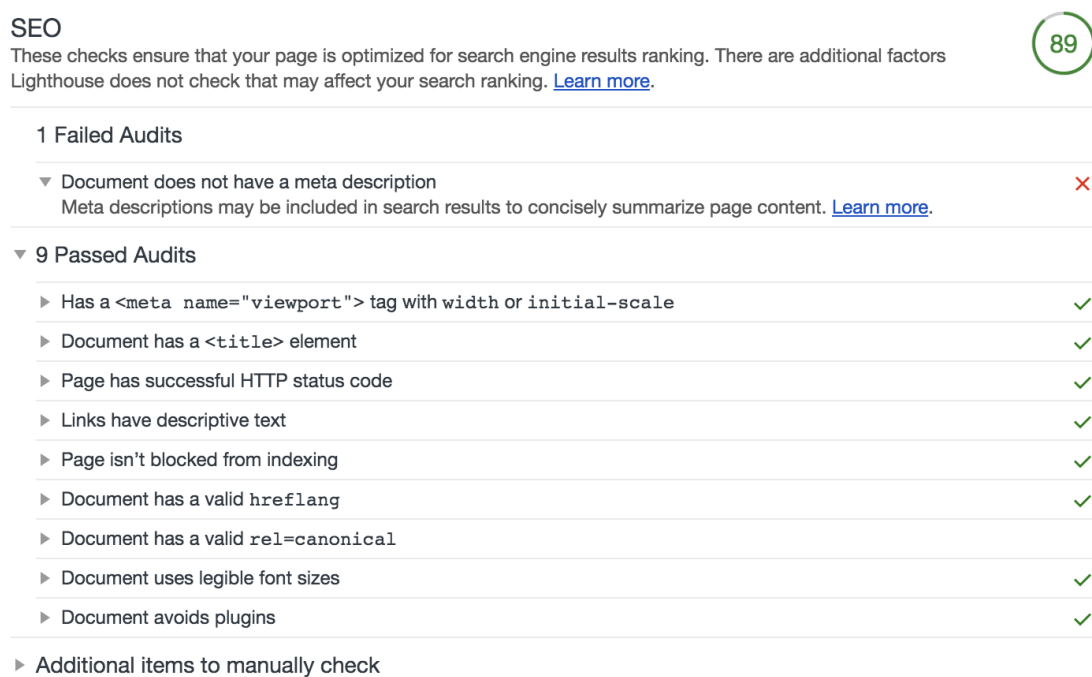 SEO
89
These checks ensure that your page is optimized for search engine results ranking. There are additional factors
Lighthouse does not check that may affect your search ranking. Learn more.
1 Failed Audits
Document does not have a meta description
Meta descriptions may be included in search results to concisely summarize page content. Learn more.
9 Passed Audits
Has a <meta name="viewport"> tag with width or initial-scale
Document has a <title> element
Page has successful HTTP status code
Links have descriptive text
Page isn’t blocked from indexing
Document has a valid hreflang
Document has a valid rel=canonical
Document uses legible font sizes
Document avoids plugins
Additional items to manually check